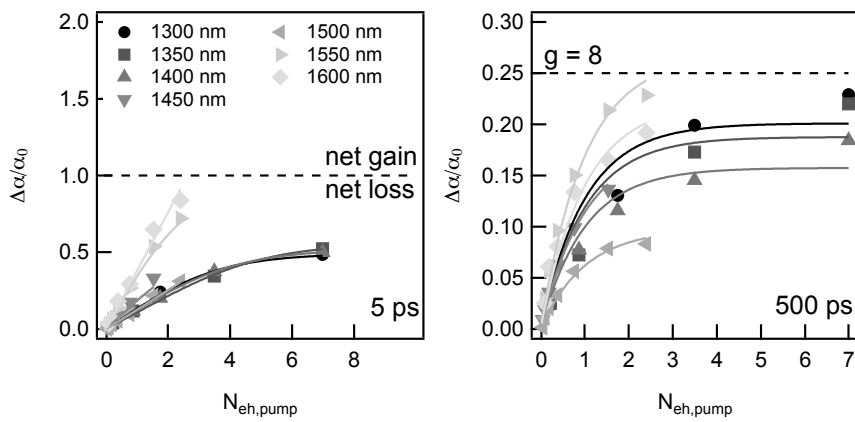 2.0
1.5
1.0
0.5
0.0
Δα/α0
1300 nm
1350 nm
1400 nm
1450 nm
1500 nm
1550 nm
1600 nm
net gain
net loss
5 ps
0 2 4 6 8 10
Neh,pump
0.30
0.25
0.20
0.15
0.10
0.05
0.00
Δα/α0
g = 8
500 ps
0 1 2 3 4 5 6 7
Neh,pump